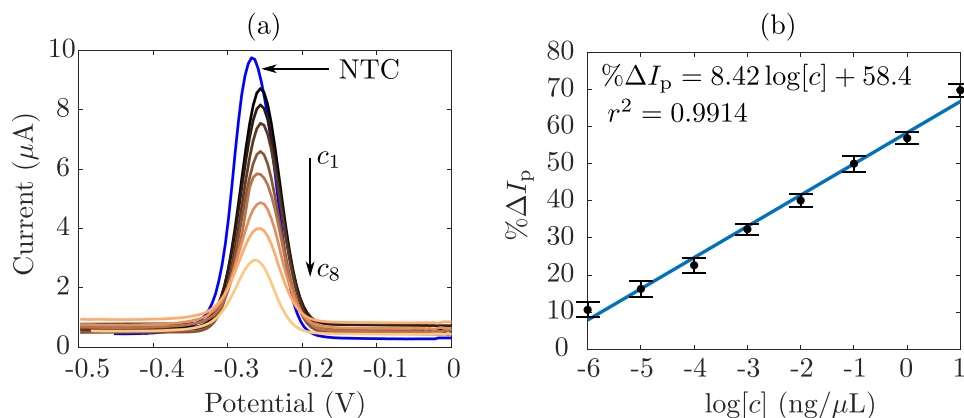 (a)
10
8
6
4
2
0
Current (μA)
NTC
c₁
c₈
-0.5
-0.4
-0.3
-0.2
-0.1
0
Potential (V)
(b)
80
70
60
50
40
30
20
10
0
%ΔIₚ
%ΔIₚ = 8.42 log[c] + 58.4
r² = 0.9914
-6
-5
-4
-3
-2
-1
0
1
log[c] (ng/μL)